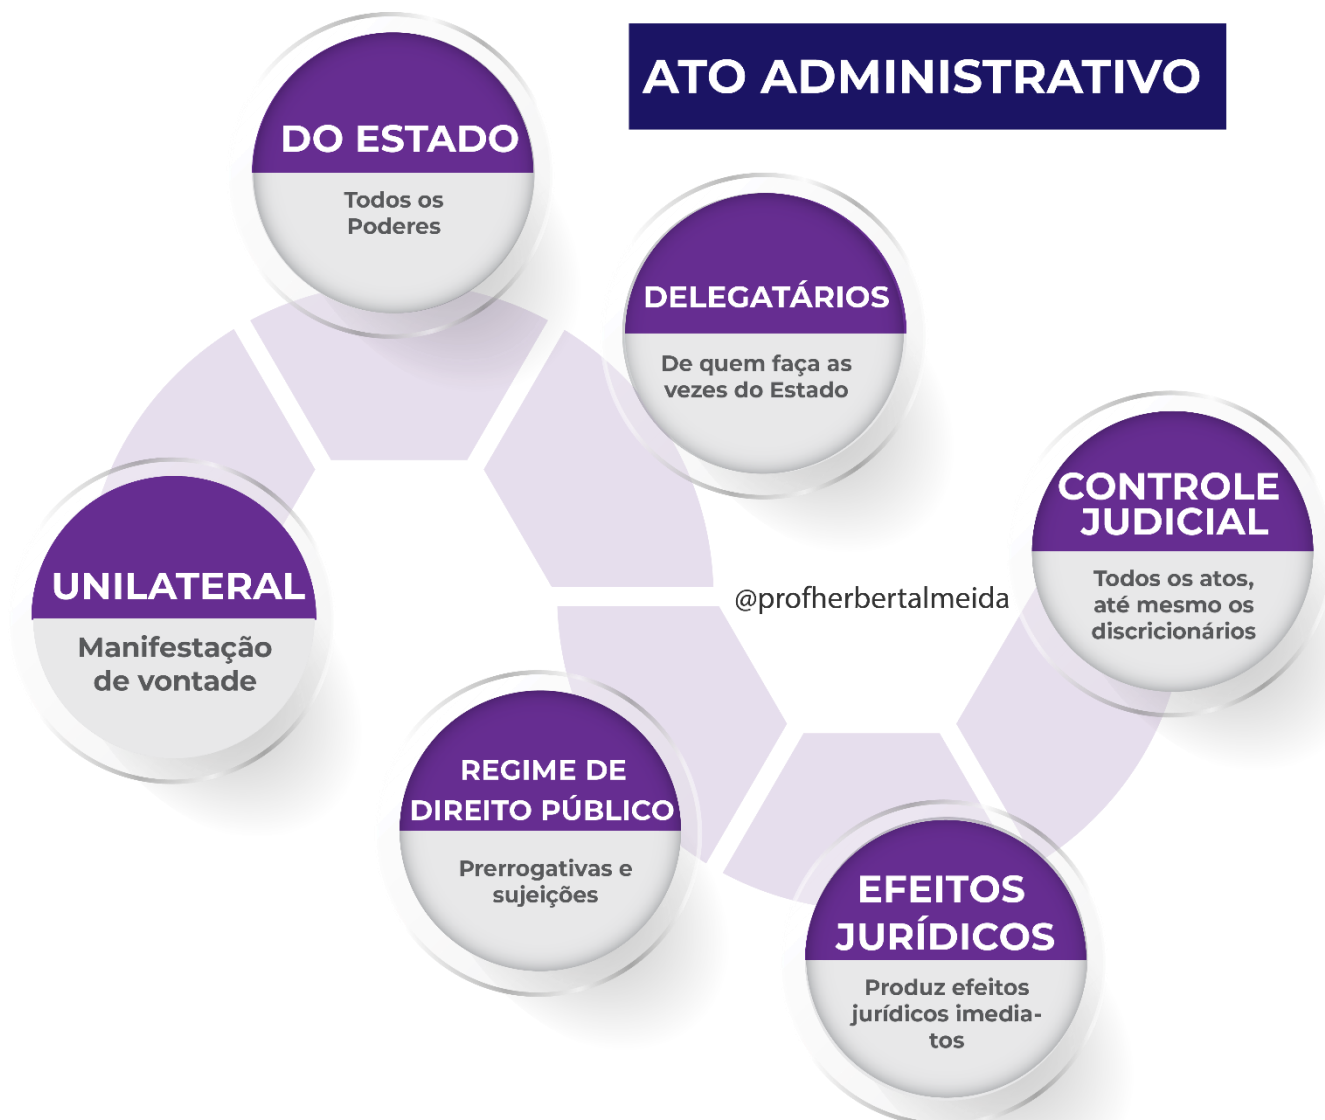 ATO ADMINISTRATIVO
DO ESTADO
Todos os
Poderes
DELEGATÁRIOS
De quem faça as
vezes do Estado
CONTROLE
JUDICIAL
Todos os atos,
até mesmo os
discricionários
UNILATERAL
Manifestação
de vontade
@profherbertalmeida
REGIME DE
DIREITO PÚBLICO
Prerrogativas e
sujeições
EFEITOS
JURÍDICOS
Produz efeitos
jurídicos imedia-
tos